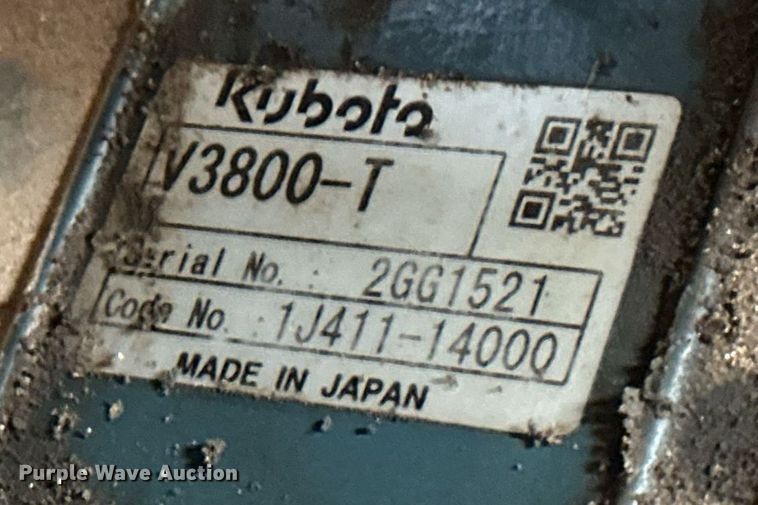 Kubota
V3800-T
Serial No. : 2GG1521
Code No. : 1J411-14000
MADE IN JAPAN
Purple Wave Auction